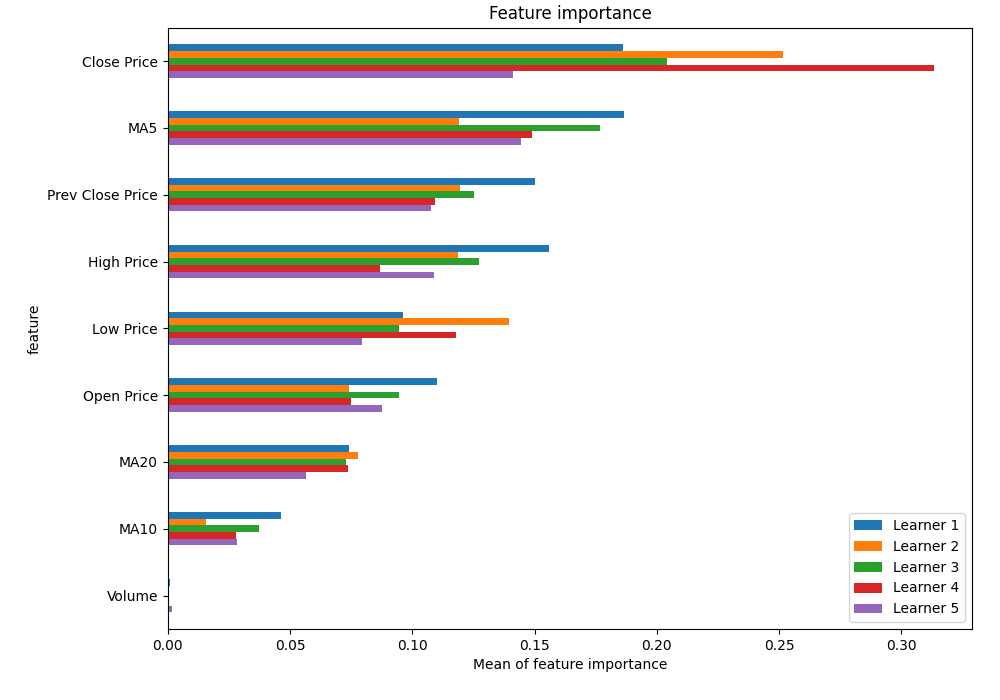 Feature importance
Close Price
MA5
Prev Close Price
High Price
Low Price
feature
Open Price
MA20
MA10
Volume
Learner 1
Learner 2
Learner 3
Learner 4
Learner 5
0.00 0.05 0.10 0.15 0.20 0.25 0.30
Mean of feature importance